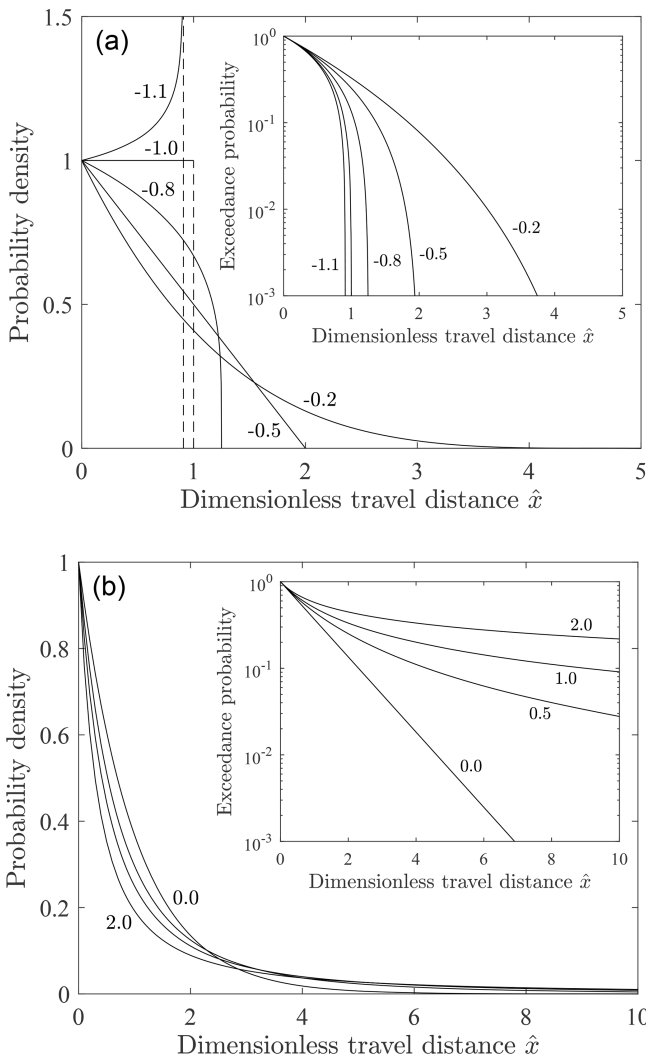 (a)
1.5
1
0.5
0
Probability density
-1.1
-1.0
-0.8
-0.5
-0.2
0 1 2 3 4 5
Dimensionless travel distance x̂
Exceedance probability
10^0
10^-1
10^-2
10^-3
-1.1
-0.8
-0.5
-0.2
0 1 2 3 4 5
Dimensionless travel distance x̂
(b)
1
0.8
0.6
0.4
0.2
0
Probability density
0.0
2.0
0 2 4 6 8 10
Dimensionless travel distance x̂
Exceedance probability
10^0
10^-1
10^-2
10^-3
2.0
1.0
0.5
0.0
0 2 4 6 8 10
Dimensionless travel distance x̂